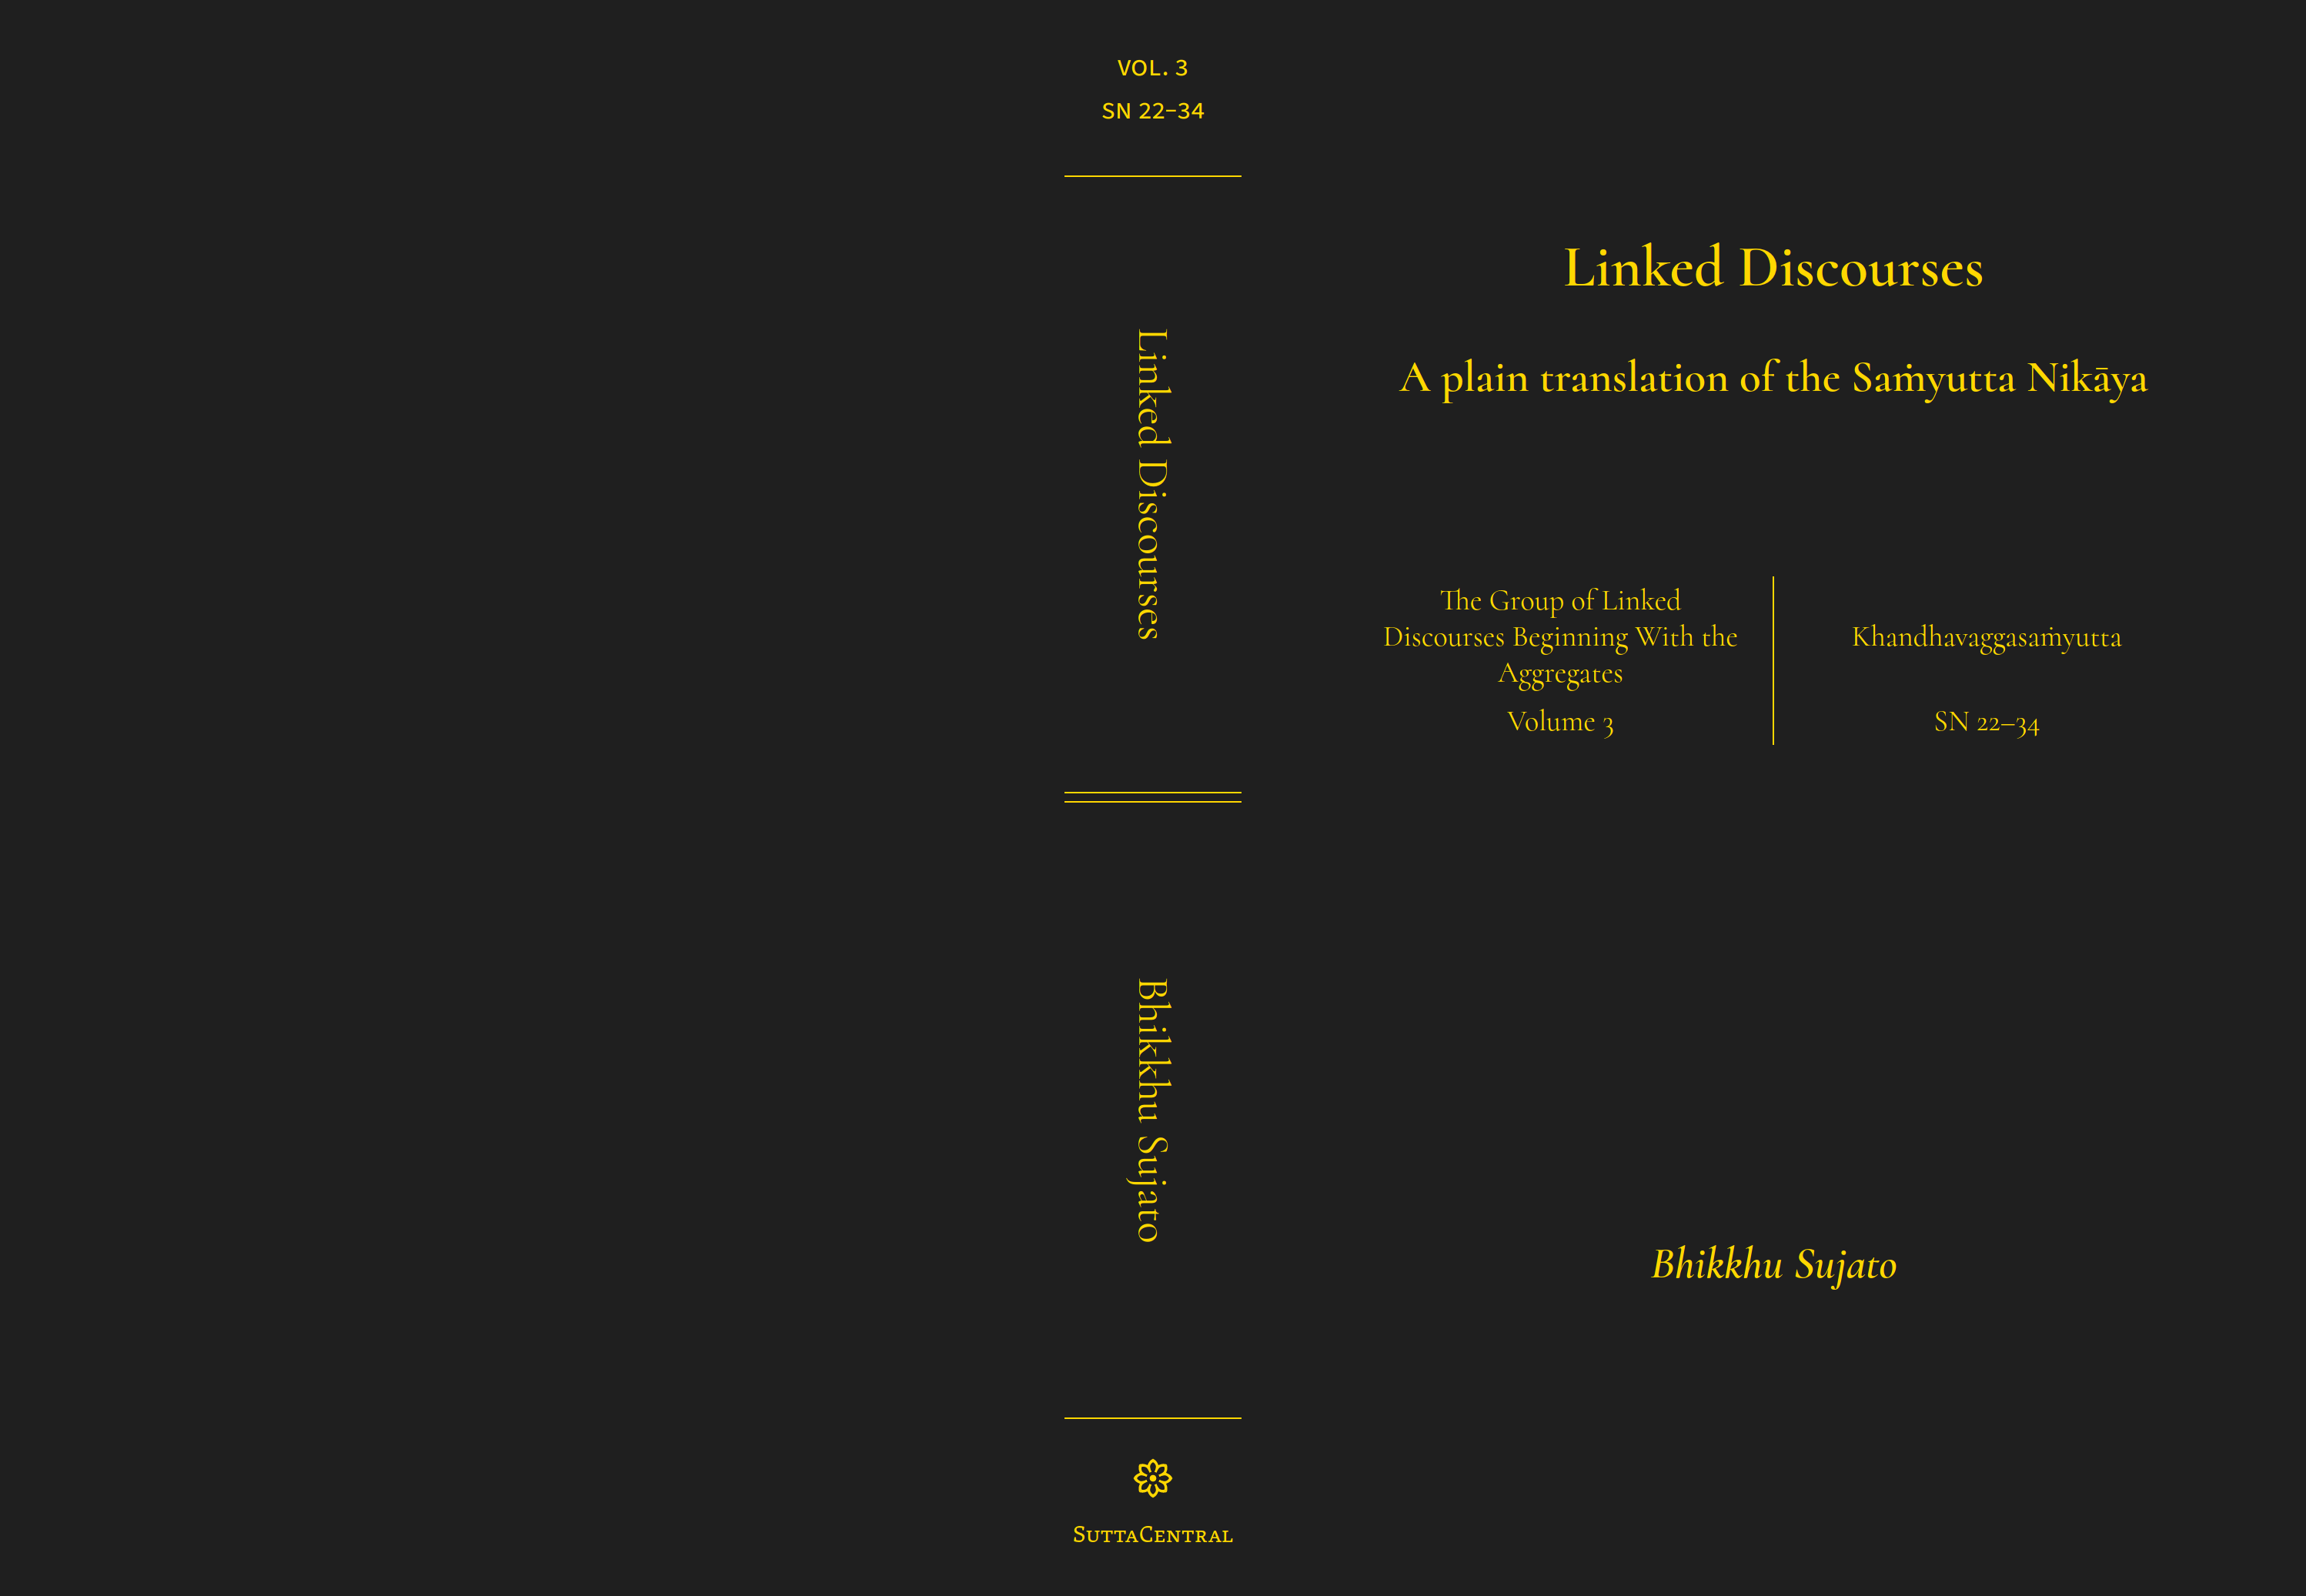 VOL. 3
SN 22–34
Linked Discourses
Bhikkhu Sujato
SuttaCentral
Linked Discourses
A plain translation of the Saṁyutta Nikāya
The Group of Linked
Discourses Beginning With the
Aggregates
Volume 3
Khandhavaggasaṁyutta
SN 22–34
Bhikkhu Sujato